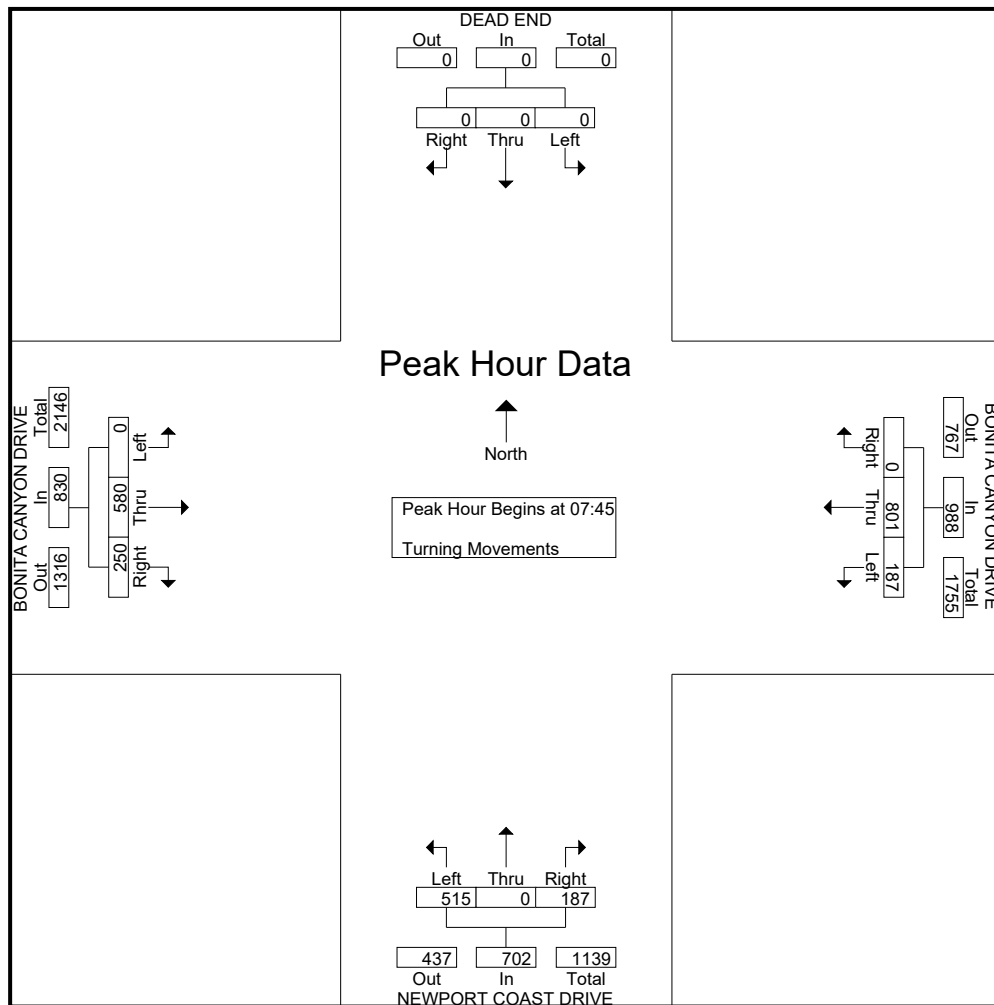 DEAD END
Out In Total
0 0 0
0 0 0
Right Thru Left
Peak Hour Data
North
Peak Hour Begins at 07:45
Turning Movements
BONITA CANYON DRIVE
Out In Total
1316 830 2146
0 580 250
Left Thru Right
BONITA CANYON DRIVE
Out In Total
767 988 1755
0 801 187
Right Thru Left
Left Thru Right
515 0 187
437 702 1139
Out In Total
NEWPORT COAST DRIVE